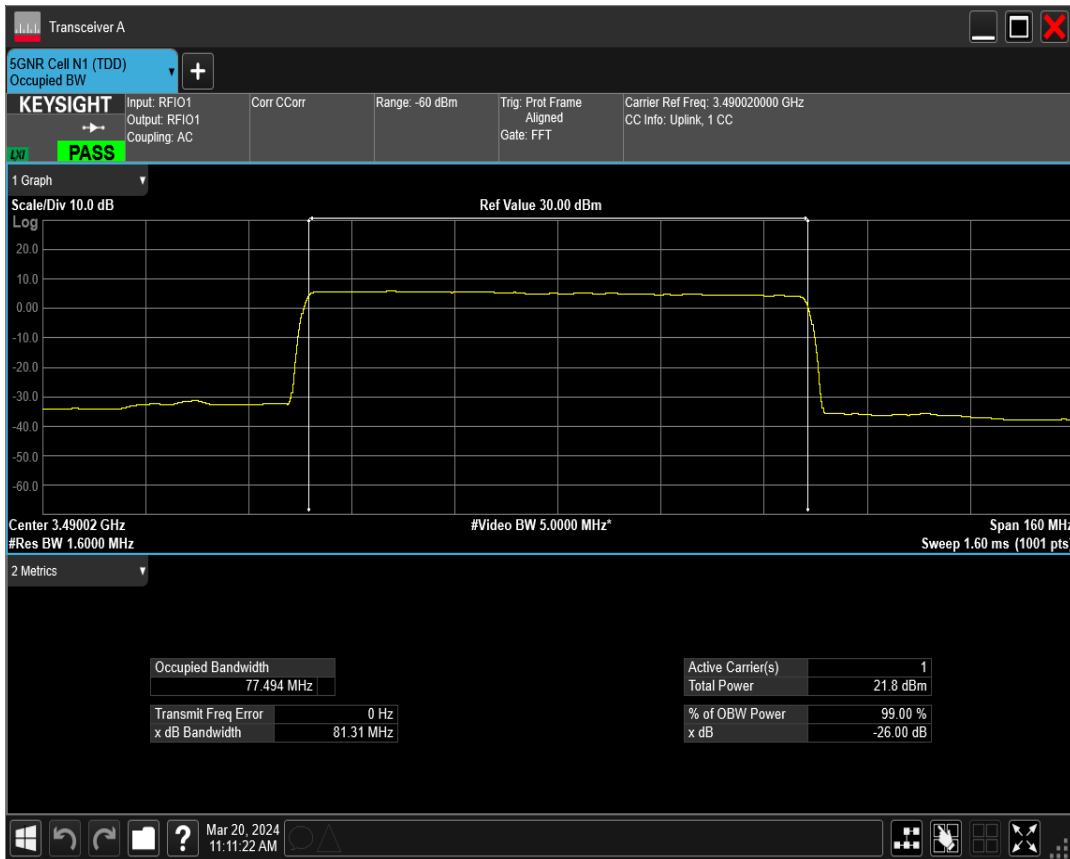 Transceiver A
5GNR Cell N1 (TDD)
Occupied BW
+
KEYSIGHT
LXI
PASS
Input: RFIO1
Output: RFIO1
Coupling: AC
Corr CCorr
Range: -60 dBm
Trig: Prot Frame
Aligned
Gate: FFT
Carrier Ref Freq: 3.490020000 GHz
CC Info: Uplink, 1 CC
1 Graph
Scale/Div 10.0 dB
Ref Value 30.00 dBm
Log
20.0
10.0
0.00
-10.0
-20.0
-30.0
-40.0
-50.0
-60.0
Center 3.49002 GHz
#Video BW 5.0000 MHz*
Span 160 MHz
#Res BW 1.6000 MHz
Sweep 1.60 ms (1001 pts)
2 Metrics
Occupied Bandwidth
77.494 MHz
Transmit Freq Error 0 Hz
x dB Bandwidth 81.31 MHz
Active Carrier(s) 1
Total Power 21.8 dBm
% of OBW Power 99.00 %
x dB -26.00 dB
?
Mar 20, 2024
11:11:22 AM